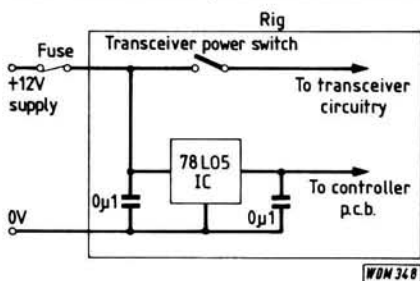 Rig
Fuse
Transceiver power switch
+12V
supply
To transceiver
circuitry
78L05
IC
0µ1
0µ1
To controller
p.c.b.
0V
WDM 348